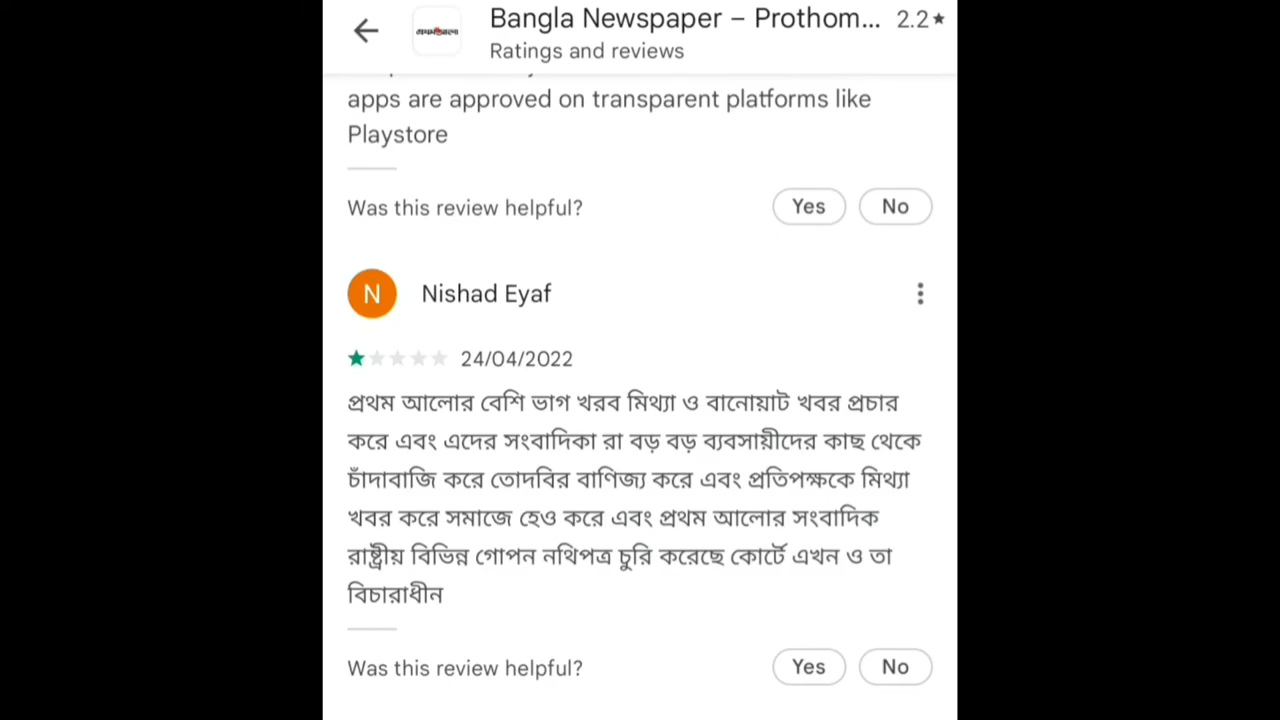 Bangla Newspaper – Prothom... 2.2★
Ratings and reviews
apps are approved on transparent platforms like
Playstore
Was this review helpful? Yes No
N Nishad Eyaf
24/04/2022
প্রথম আলোর বেশি ভাগ খরব মিথ্যা ও বানোয়াট খবর প্রচার
করে এবং এদের সংবাদিকা রা বড় বড় ব্যবসায়ীদের কাছ থেকে
চাঁদাবাজি করে তোদবির বাণিজ্য করে এবং প্রতিপক্ষকে মিথ্যা
খবর করে সমাজে হেও করে এবং প্রথম আলোর সংবাদিক
রাষ্ট্রীয় বিভিন্ন গোপন নথিপত্র চুরি করেছে কোর্টে এখন ও তা
বিচারাধীন
Was this review helpful? Yes No